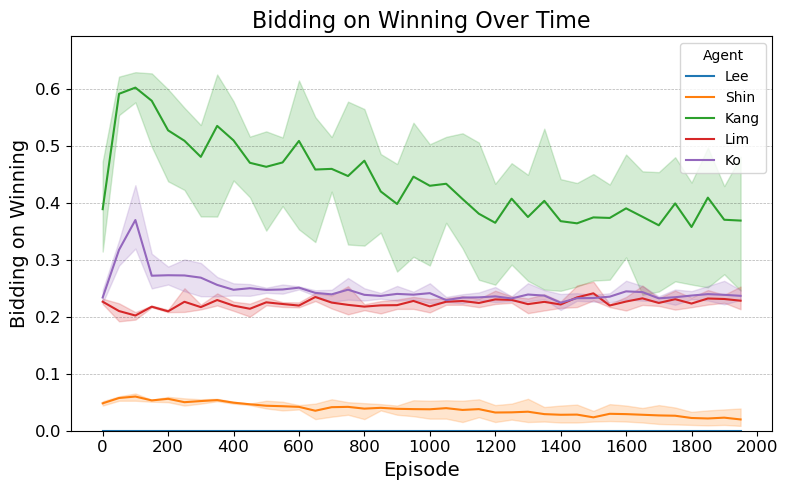 Bidding on Winning Over Time
Bidding on Winning
0.6
0.5
0.4
0.3
0.2
0.1
0.0
Agent
Lee
Shin
Kang
Lim
Ko
0 200 400 600 800 1000 1200 1400 1600 1800 2000
Episode